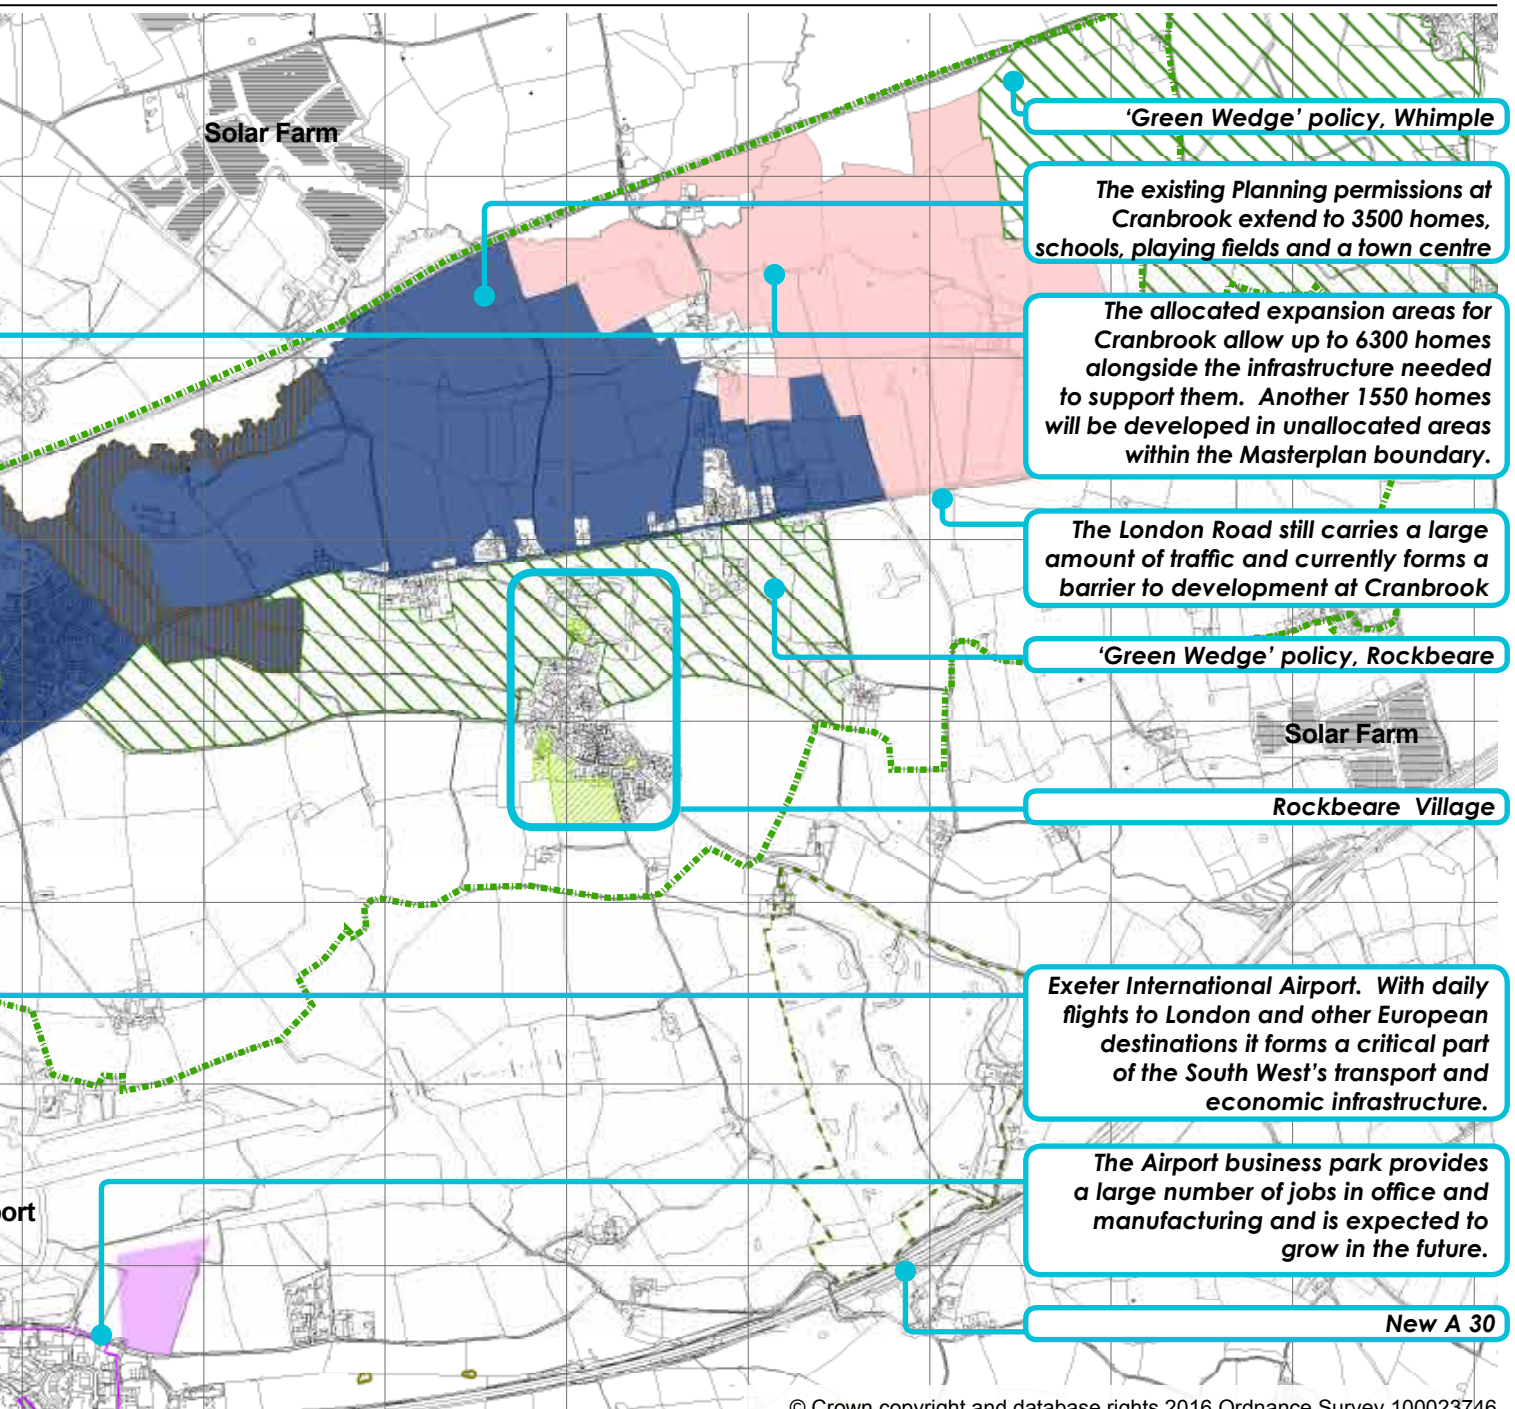 Solar Farm
‘Green Wedge’ policy, Whimple
The existing Planning permissions at
Cranbrook extend to 3500 homes,
schools, playing fields and a town centre
The allocated expansion areas for
Cranbrook allow up to 6300 homes
alongside the infrastructure needed
to support them.  Another 1550 homes
will be developed in unallocated areas
within the Masterplan boundary.
The London Road still carries a large
amount of traffic and currently forms a
barrier to development at Cranbrook
‘Green Wedge’ policy, Rockbeare
Solar Farm
Rockbeare  Village
Exeter International Airport.  With daily
flights to London and other European
destinations it forms a critical part
of the South West’s transport and
economic infrastructure.
The Airport business park provides
a large number of jobs in office and
manufacturing and is expected to
grow in the future.
ort
New A 30
© Crown copyright and database rights 2016 Ordnance Survey 100023746